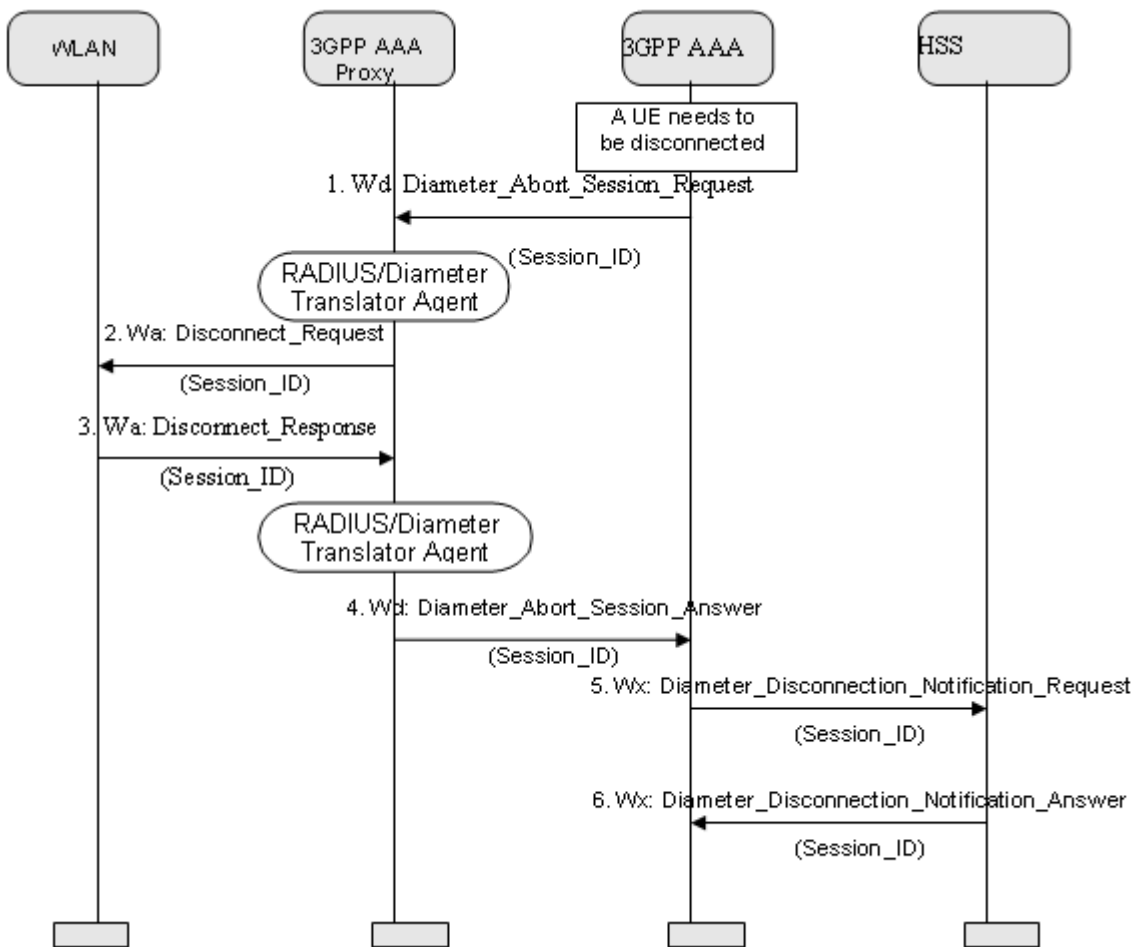 WLAN
3GPP AAA
Proxy
3GPP AAA
HSS
A UE needs to
be disconnected
1. Wd: Diameter_Abort_Session_Request
(Session_ID)
RADIUS/Diameter
Translator Agent
2. Wa: Disconnect_Request
(Session_ID)
3. Wa: Disconnect_Response
(Session_ID)
RADIUS/Diameter
Translator Agent
4. Wd: Diameter_Abort_Session_Answer
(Session_ID)
5. Wx: Diameter_Disconnection_Notification_Request
(Session_ID)
6. Wx: Diameter_Disconnection_Notification_Answer
(Session_ID)